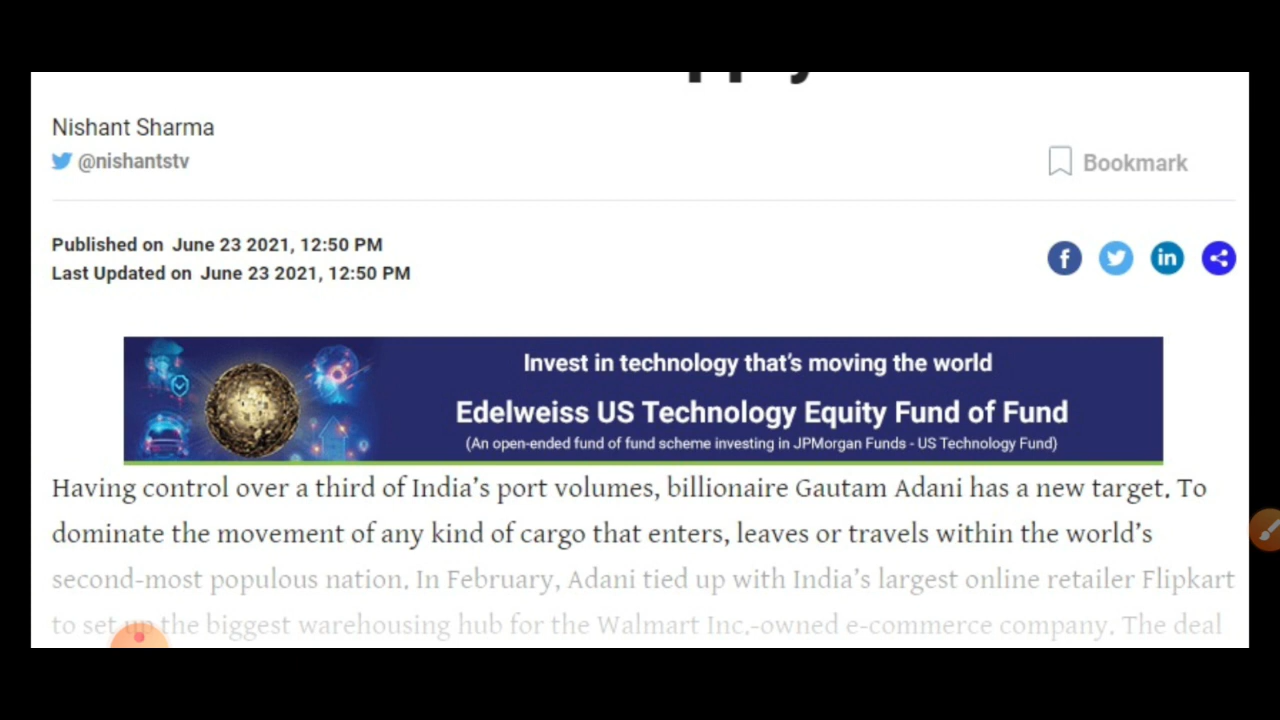 Nishant Sharma
@nishantstv
Bookmark
Published on June 23 2021, 12:50 PM
Last Updated on June 23 2021, 12:50 PM
f
in
Invest in technology that's moving the world
Edelweiss US Technology Equity Fund of Fund
(An open-ended fund of fund scheme investing in JPMorgan Funds - US Technology Fund)
Having control over a third of India's port volumes, billionaire Gautam Adani has a new target. To
dominate the movement of any kind of cargo that enters, leaves or travels within the world's
second-most populous nation. In February, Adani tied up with India's largest online retailer Flipkart
to set up the biggest warehousing hub for the Walmart Inc.-owned e-commerce company. The deal